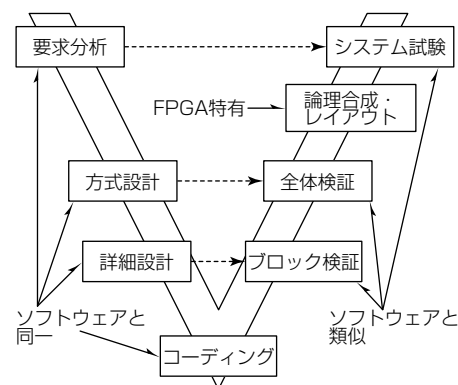 要求分析
システム試験
FPGA特有
論理合成・
レイアウト
方式設計
全体検証
詳細設計
ブロック検証
ソフトウェアと
同一
ソフトウェアと
類似
コーディング